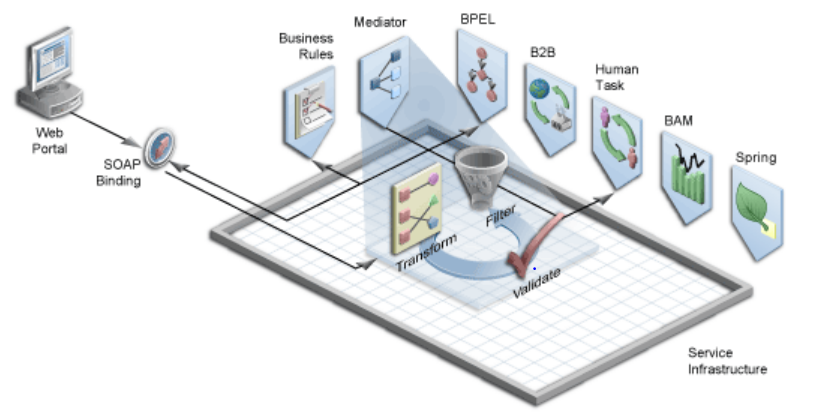 Web
Portal
SOAP
Binding
Business
Rules
Mediator
BPEL
B2B
Human
Task
BAM
Spring
Transform
Filter
Validate
Service
Infrastructure